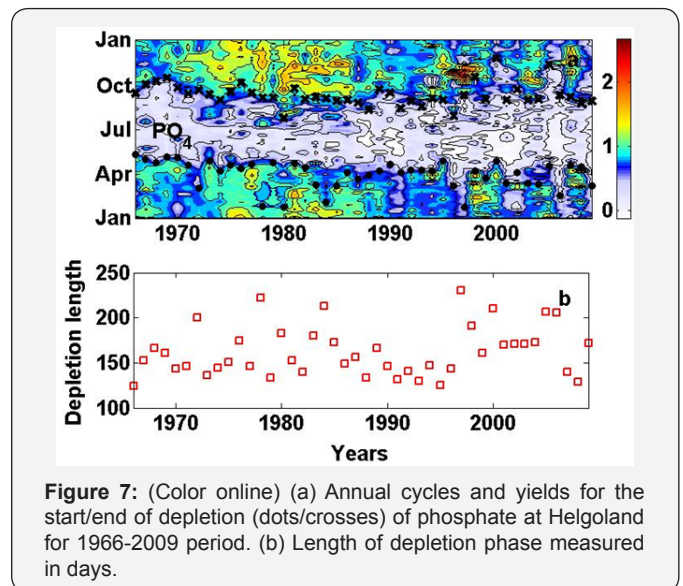 Jan
Oct
Jul
Apr
Jan
PO4
a
2
1
0
1970 1980 1990 2000
250
200
150
100
Depletion length
b
1970 1980 1990 2000
Years
Figure 7: (Color online) (a) Annual cycles and yields for the
start/end of depletion (dots/crosses) of phosphate at Helgoland
for 1966-2009 period. (b) Length of depletion phase measured
in days.